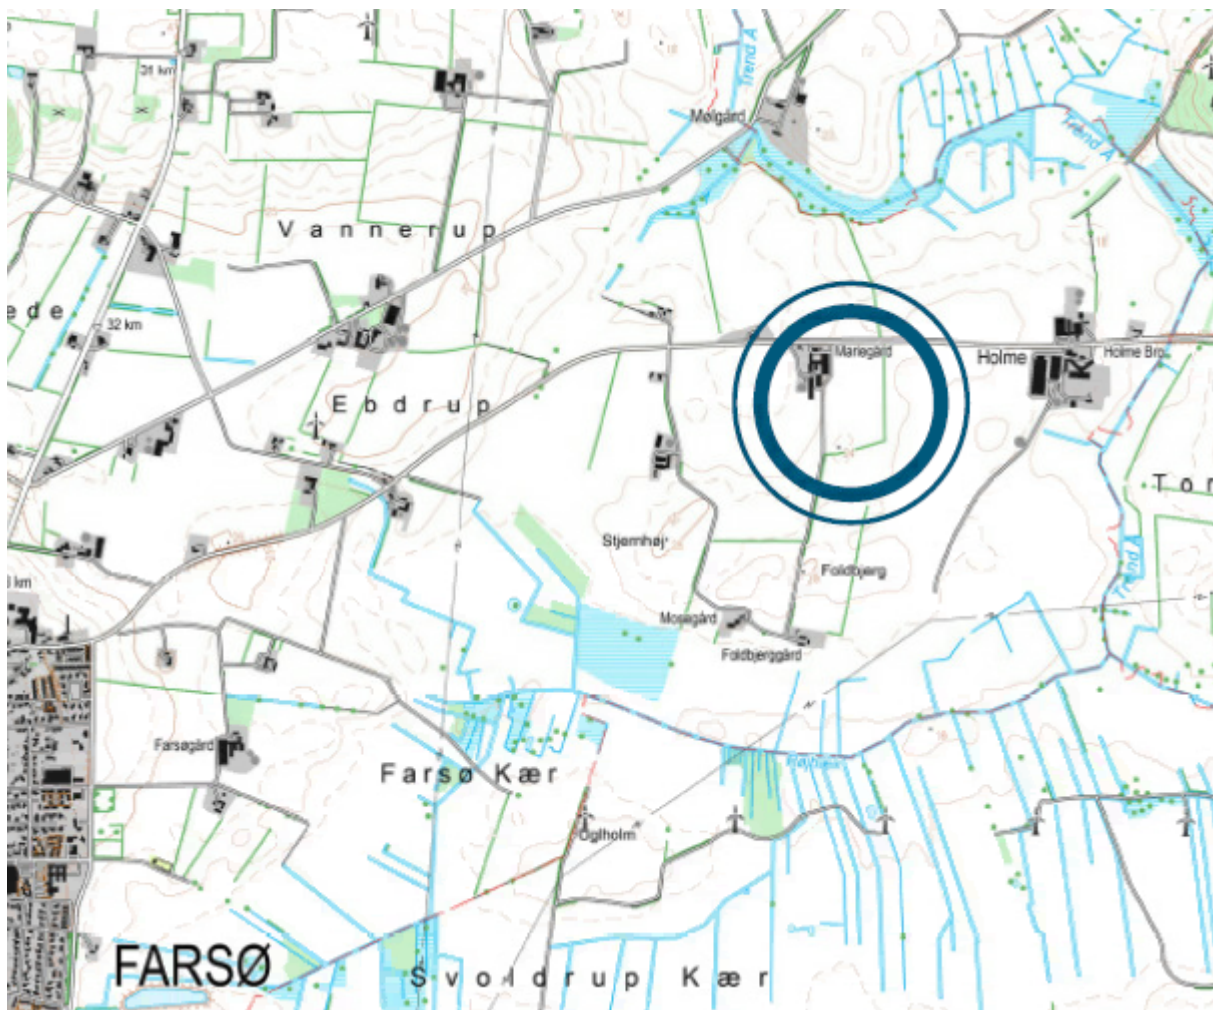 Trend Å
31 km
Mølgård
Trend Å
Vannerup
ede
32 km
Mariegård
Holme
Holme Bro
Ebdrup
Tor
Stjernhøj
Foldbjerg
Trend Å
km
Mosegård
Foldbjerggård
Farsøgård
Farsø Kær
Oglholm
FARSØ
Svoldrup Kær